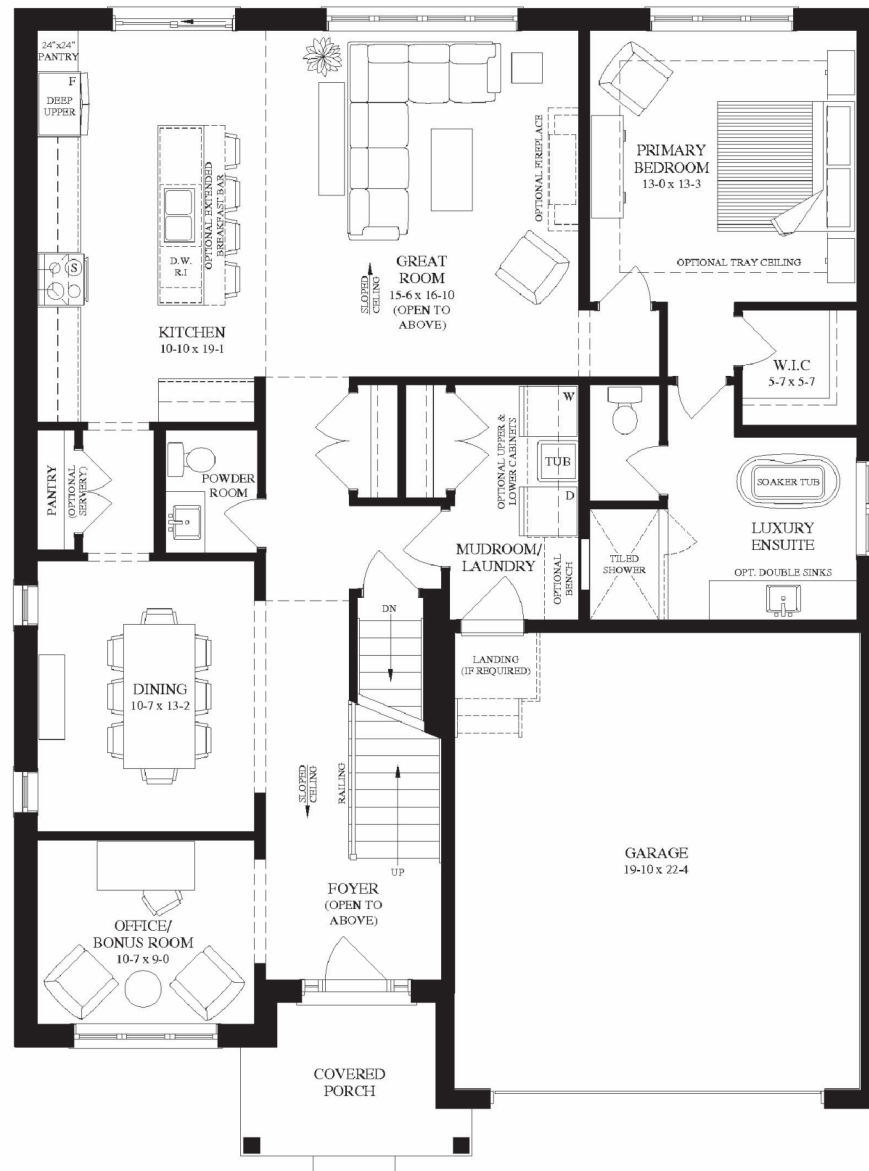 24"x24"
PANTRY
F
DEEP
UPPER
OPTIONAL EXTENDED
BREAKFAST BAR
D.W.
R.I
S
KITCHEN
10-10 x 19-1
SLOPED
CELING
GREAT
ROOM
15-6 x 16-10
(OPEN TO
ABOVE)
OPTIONAL FIREPLACE
PRIMARY
BEDROOM
13-0 x 13-3
OPTIONAL TRAY CEILING
W.I.C
5-7 x 5-7
PANTRY
(OPTIONAL
SERVERY)
POWDER
ROOM
OPTIONAL UPPER &
LOWER CABINETS
W
TUB
D
MUDROOM/
LAUNDRY
OPTIONAL
BENCH
TILED
SHOWER
SOAKER TUB
LUXURY
ENSUITE
OPT. DOUBLE SINKS
DN
LANDING
(IF REQUIRED)
DINING
10-7 x 13-2
SLOPED
CELING
RAILING
UP
GARAGE
19-10 x 22-4
FOYER
(OPEN TO
ABOVE)
OFFICE/
BONUS ROOM
10-7 x 9-0
COVERED
PORCH